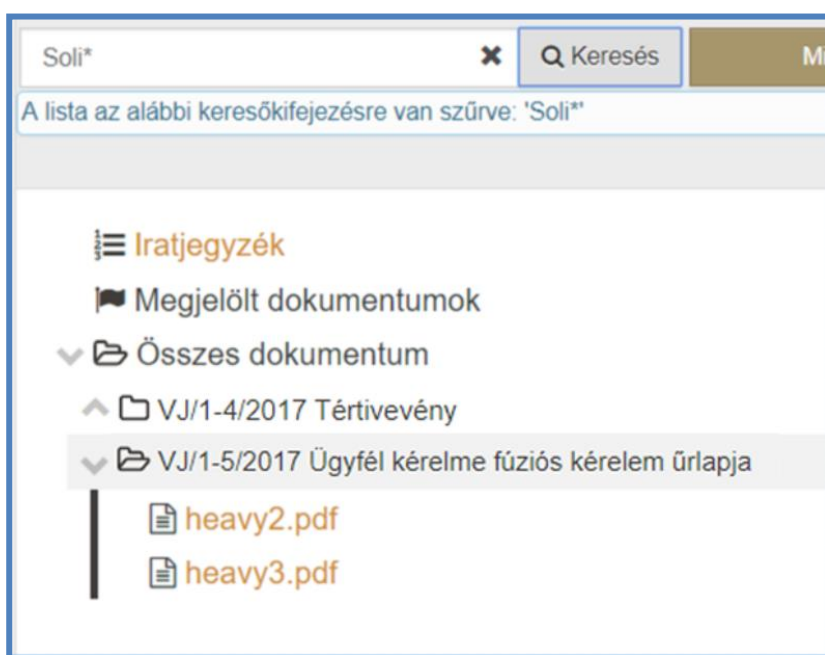 Soli*
Keresés
A lista az alábbi keresőkifejezésre van szűrve: 'Soli*'
Iratjegyzék
Megjelölt dokumentumok
Összes dokumentum
VJ/1-4/2017 Tértivevény
VJ/1-5/2017 Ügyfél kérelme fúziós kérelem űrlapja
heavy2.pdf
heavy3.pdf